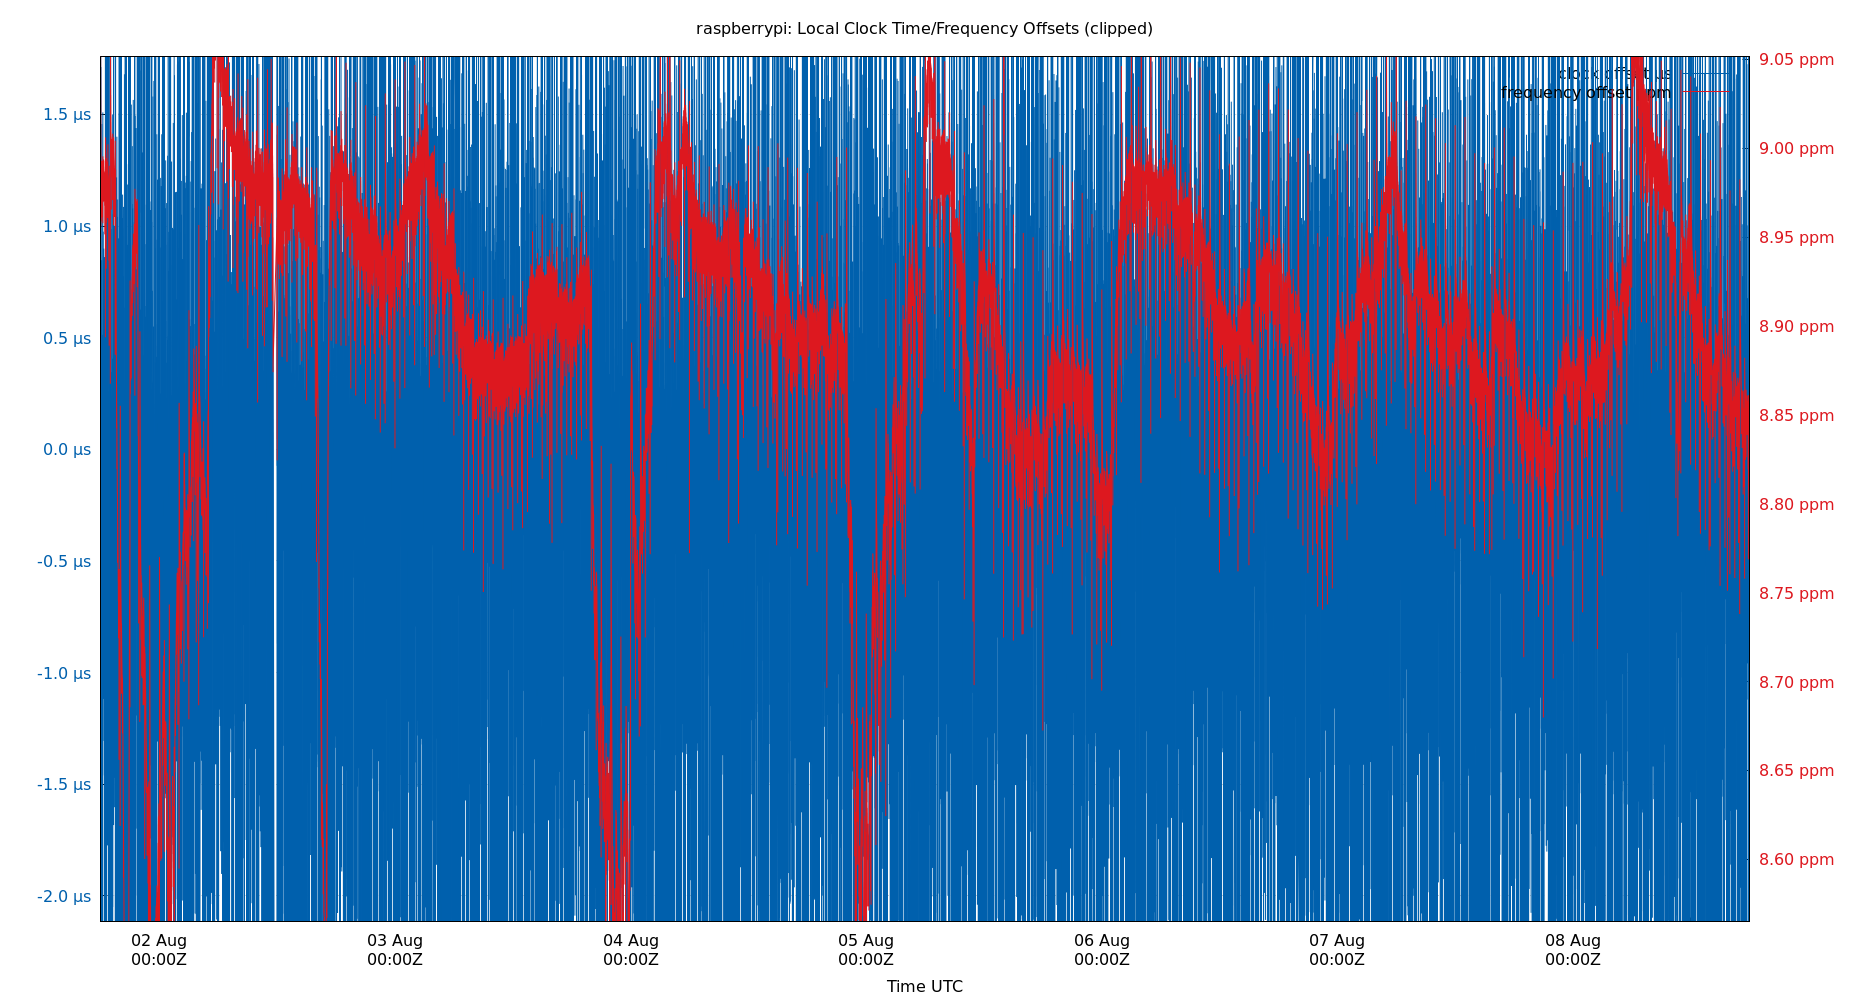 raspberrypi: Local Clock Time/Frequency Offsets (clipped)
9.05 ppm
clock offset us
frequency offset ppm
1.5 µs
9.00 ppm
1.0 µs
8.95 ppm
0.5 µs
8.90 ppm
8.85 ppm
0.0 µs
8.80 ppm
-0.5 µs
8.75 ppm
-1.0 µs
8.70 ppm
-1.5 µs
8.65 ppm
8.60 ppm
-2.0 µs
02 Aug 03 Aug 04 Aug 05 Aug 06 Aug 07 Aug 08 Aug
00:00Z 00:00Z 00:00Z 00:00Z 00:00Z 00:00Z 00:00Z
Time UTC